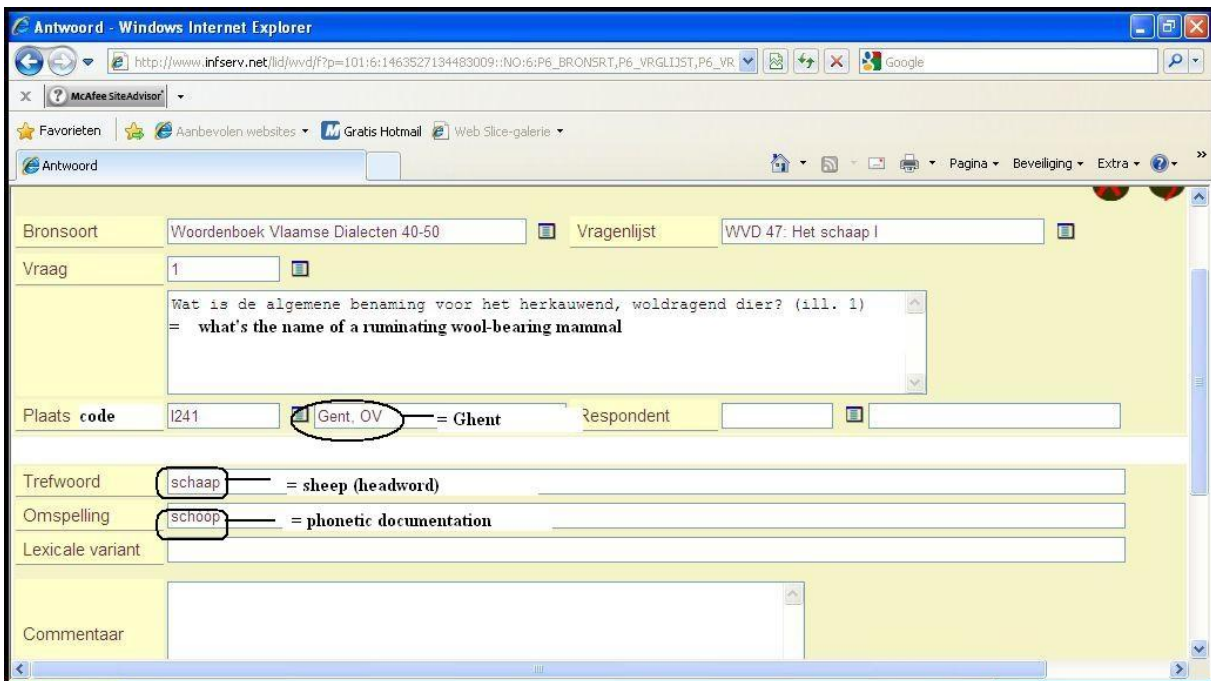 Antwoord - Windows Internet Explorer
http://www.infserv.net/lid/wvd/f?p=101:6:1463527134483009::NO:6:P6_BRONSRT,P6_VRGLIJST,P6_VR Google
X McAfee SiteAdvisor
Favorieten Aanbevolen websites Gratis Hotmail Web Slice-galerie
Antwoord Pagina Beveiliging Extra
Bronsoort Woordenboek Vlaamse Dialecten 40-50 Vragenlijst WVD 47: Het schaap I
Vraag 1
Wat is de algemene benaming voor het herkauwend, woldragend dier? (ill. 1)
= what's the name of a ruminating wool-bearing mammal
Plaats code I241 Gent, OV = Ghent Respondent
Trefwoord schaap = sheep (headword)
Omspelling schoop = phonetic documentation
Lexicale variant
Commentaar